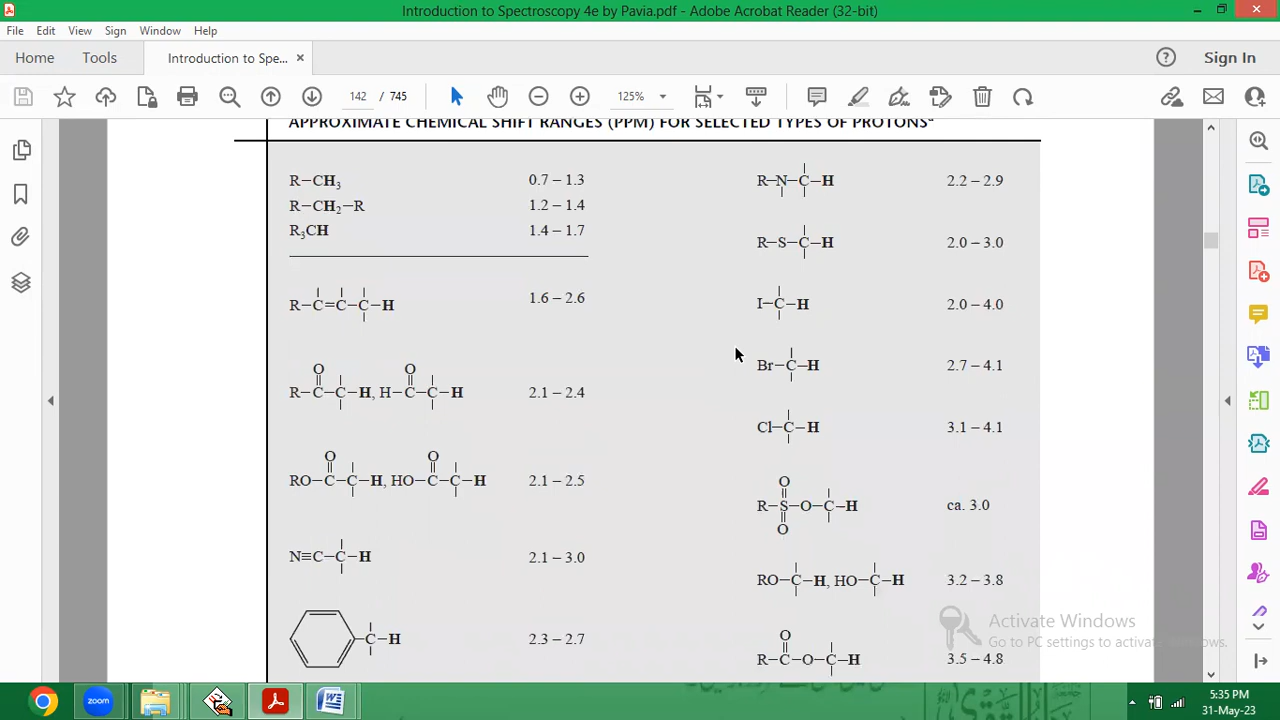 Introduction to Spectroscopy 4e by Pavia.pdf - Adobe Acrobat Reader (32-bit)
File Edit View Sign Window Help
Home Tools Introduction to Spe... × Sign In
142 / 745 125%
APPROXIMATE CHEMICAL SHIFT RANGES (PPM) FOR SELECTED TYPES OF PROTONSᵃ
R–CH₃ 0.7 – 1.3
R–CH₂–R 1.2 – 1.4
R₃CH 1.4 – 1.7
R–C=C–C–H 1.6 – 2.6
O O
R–C–C–H, H–C–C–H 2.1 – 2.4
O O
RO–C–C–H, HO–C–C–H 2.1 – 2.5
N≡C–C–H 2.1 – 3.0
C–H 2.3 – 2.7
R–N–C–H 2.2 – 2.9
R–S–C–H 2.0 – 3.0
I–C–H 2.0 – 4.0
Br–C–H 2.7 – 4.1
Cl–C–H 3.1 – 4.1
O
R–S–O–C–H ca. 3.0
O
RO–C–H, HO–C–H 3.2 – 3.8
O
R–C–O–C–H 3.5 – 4.8
Activate Windows
Go to PC settings to activate Windows.
zoom
5:35 PM
31-May-23